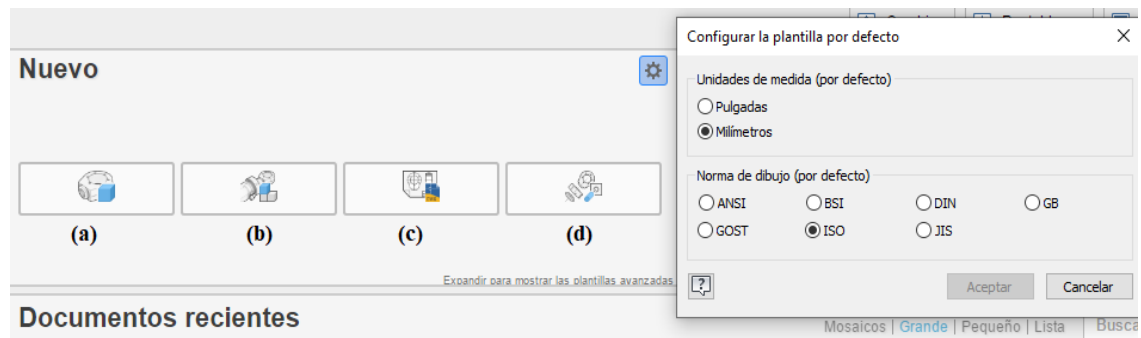 Nuevo
(a) (b) (c) (d)
Expandir para mostrar las plantillas avanzadas
Documentos recientes
Mosaicos | Grande | Pequeño | Lista
Configurar la plantilla por defecto
Unidades de medida (por defecto)
Pulgadas
Milímetros
Norma de dibujo (por defecto)
ANSI BSI DIN GB
GOST ISO JIS
Aceptar Cancelar